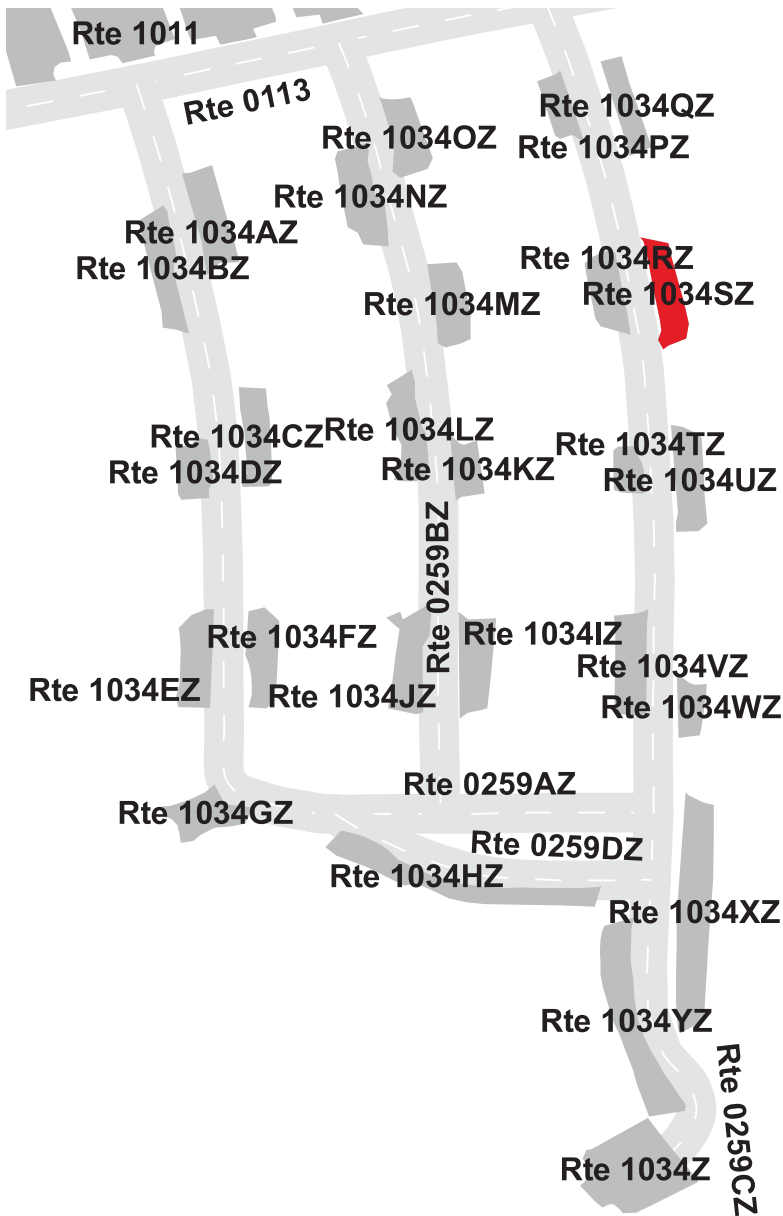 Rte 1011
Rte 0113
Rte 1034QZ
Rte 1034OZ
Rte 1034PZ
Rte 1034NZ
Rte 1034AZ
Rte 1034BZ
Rte 1034RZ
Rte 1034SZ
Rte 1034MZ
Rte 1034CZ
Rte 1034LZ
Rte 1034TZ
Rte 1034DZ
Rte 1034KZ
Rte 1034UZ
Rte 0259BZ
Rte 1034FZ
Rte 1034IZ
Rte 1034VZ
Rte 1034EZ
Rte 1034JZ
Rte 1034WZ
Rte 0259AZ
Rte 1034GZ
Rte 0259DZ
Rte 1034HZ
Rte 1034XZ
Rte 1034YZ
Rte 0259CZ
Rte 1034Z